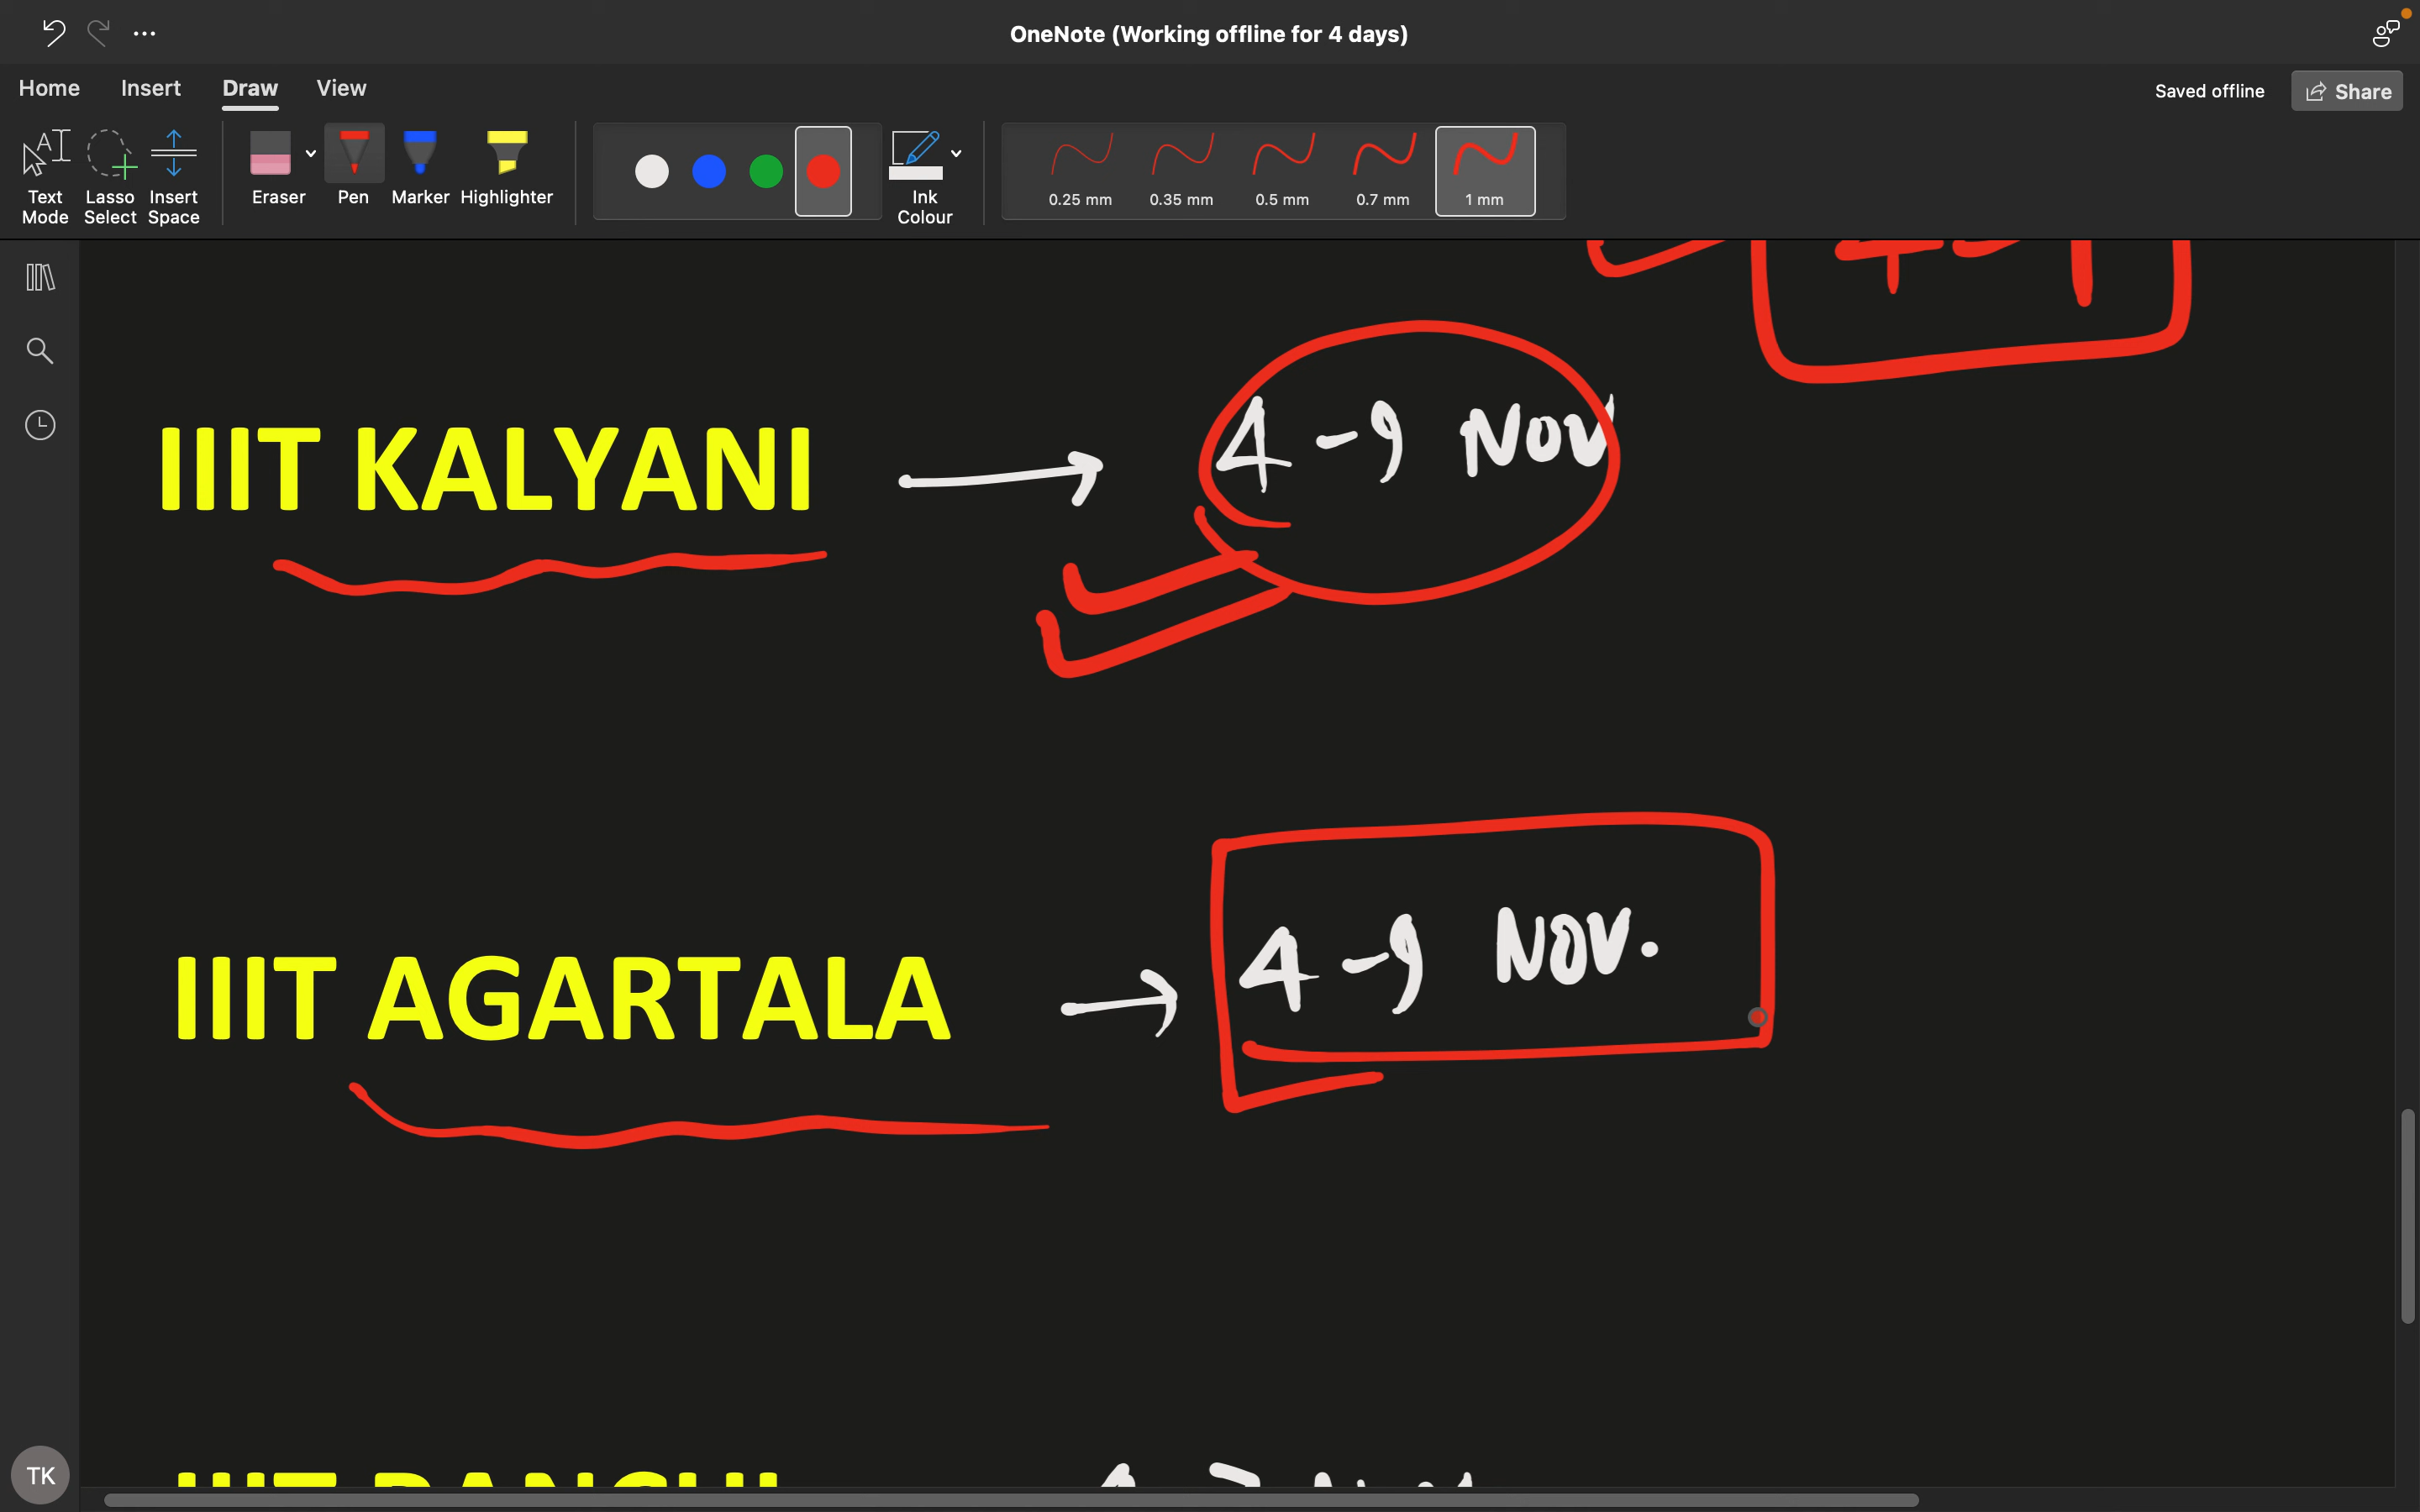 OneNote (Working offline for 4 days)
Home Insert Draw View
Saved offline Share
Text Mode
Lasso Select
Insert Space
Eraser
Pen
Marker
Highlighter
Ink Colour
0.25 mm 0.35 mm 0.5 mm 0.7 mm 1 mm
IIIT KALYANI 4-9 Nov
IIIT AGARTALA 4-9 NOV.
TK